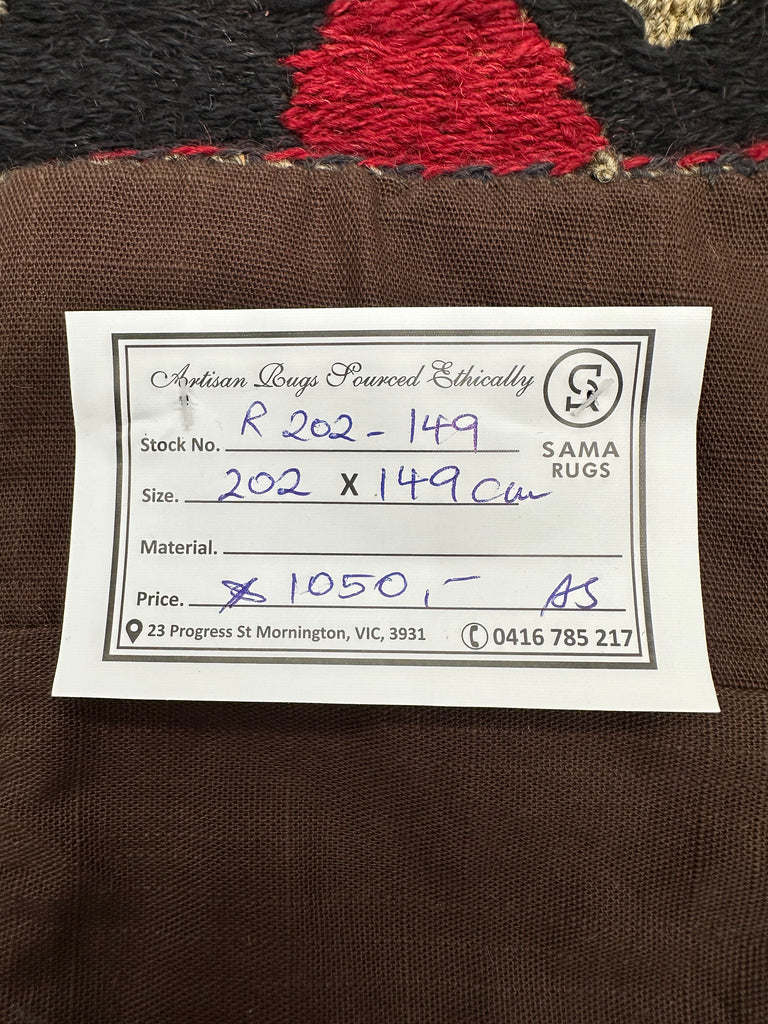 Artisan Rugs Sourced Ethically
SR
SAMA
RUGS
Stock No. R 202 - 149
Size. 202 X 149 cm
Material.
Price. $ 1050,- AS
23 Progress St Mornington, VIC, 3931
0416 785 217